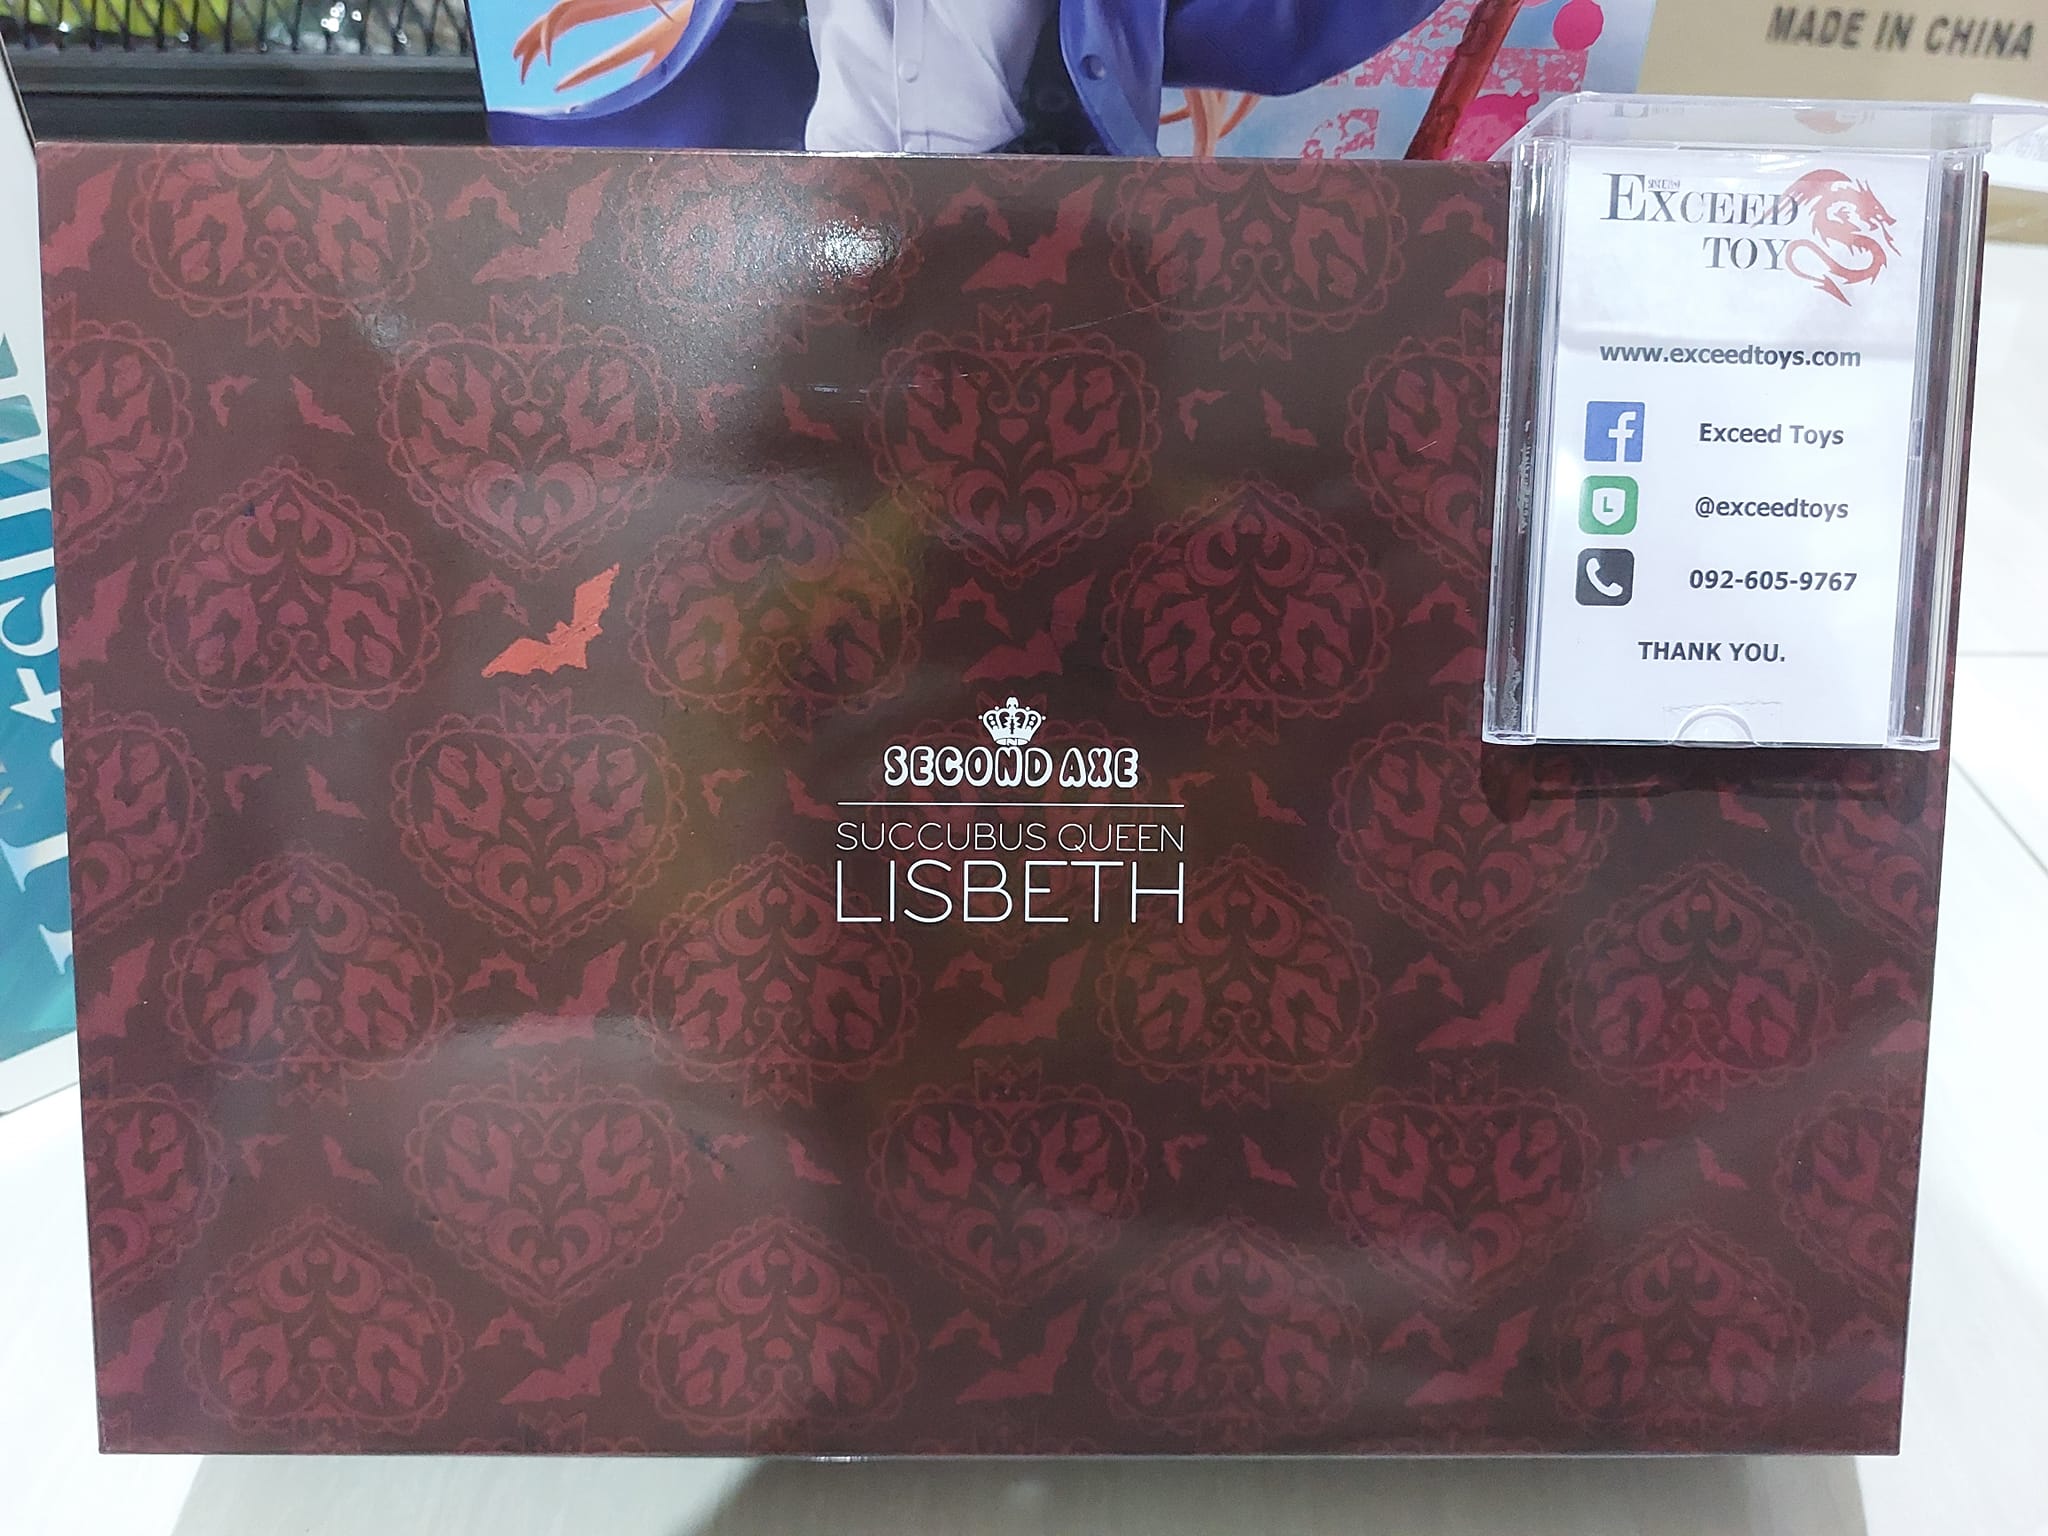 MADE IN CHINA
EXCEED
TOY
www.exceedtoys.com
Exceed Toys
L
@exceedtoys
092-605-9767
THANK YOU.
SECOND AXE
SUCCUBUS QUEEN
LISBETH